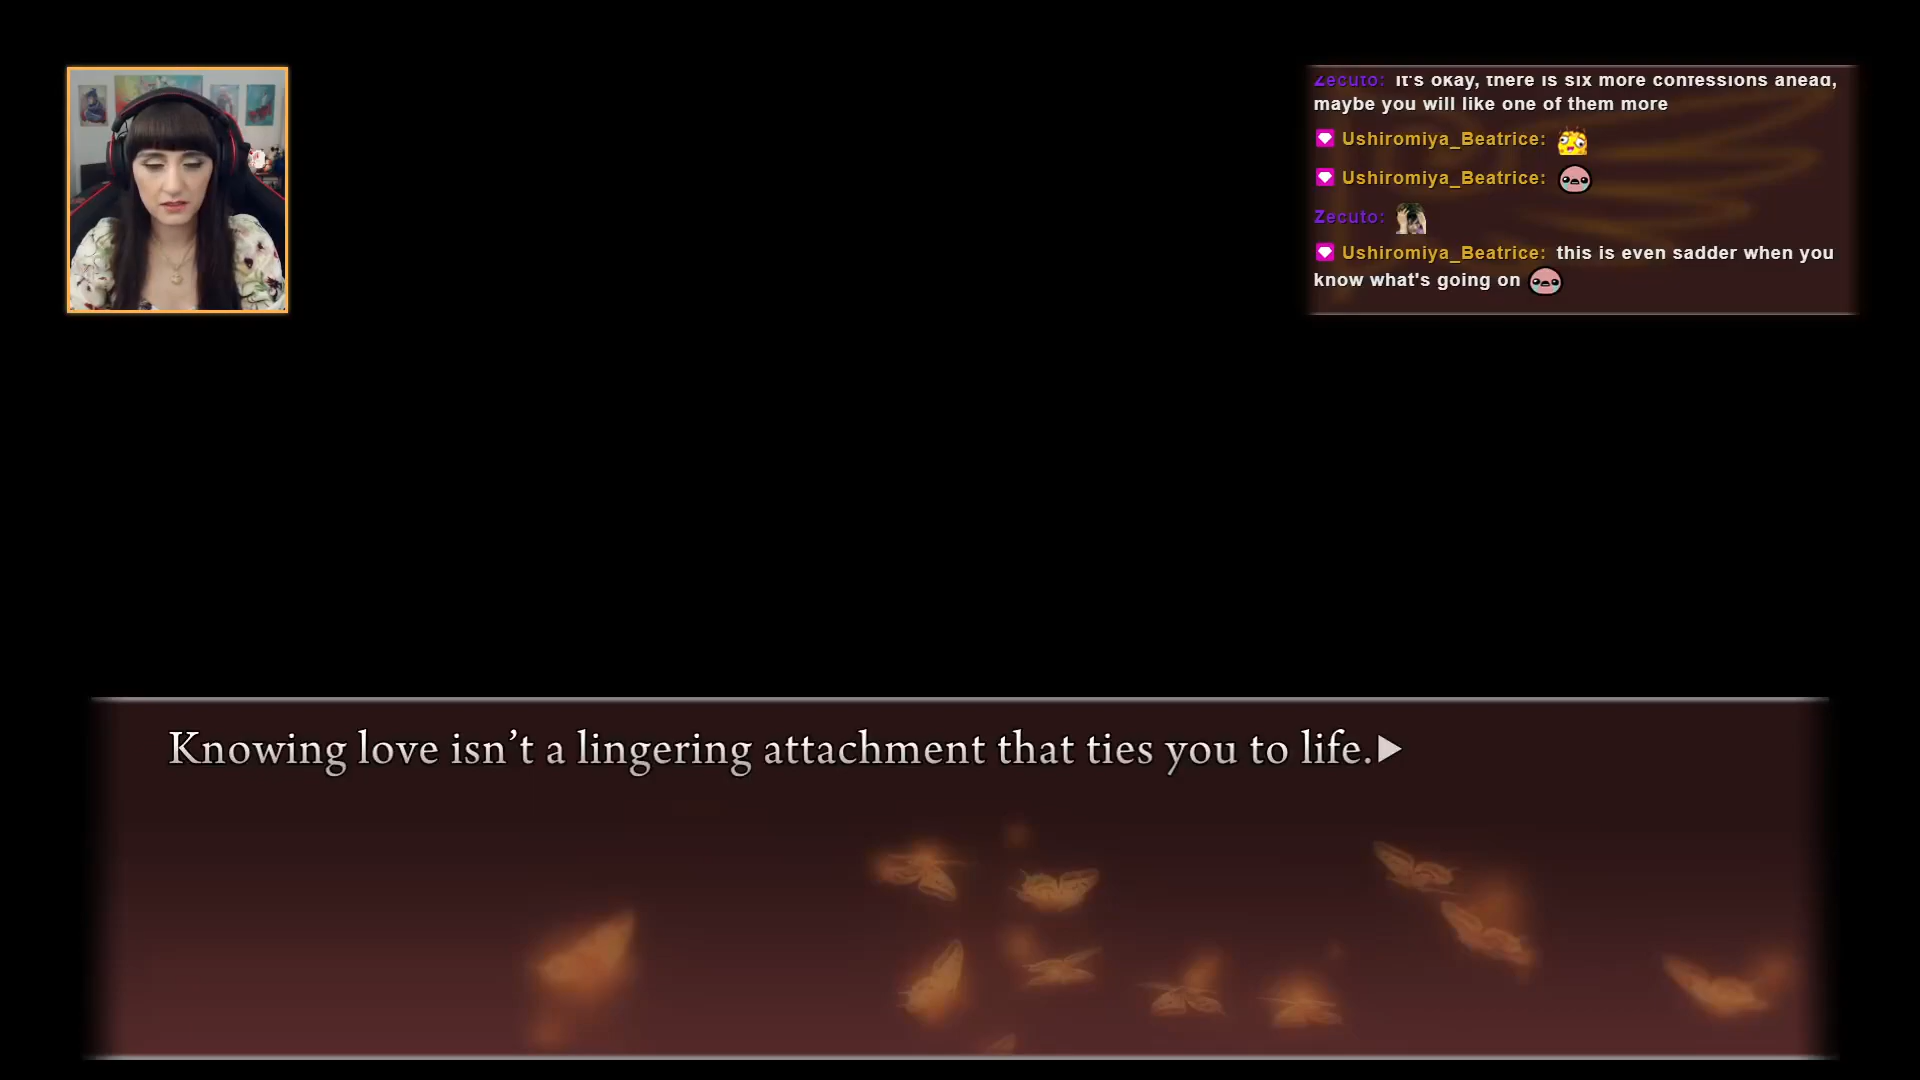 Zecuto: It's okay, there is six more confessions ahead,
maybe you will like one of them more
Ushiromiya_Beatrice:
Ushiromiya_Beatrice:
Zecuto:
Ushiromiya_Beatrice: this is even sadder when you
know what's going on
Knowing love isn’t a lingering attachment that ties you to life.